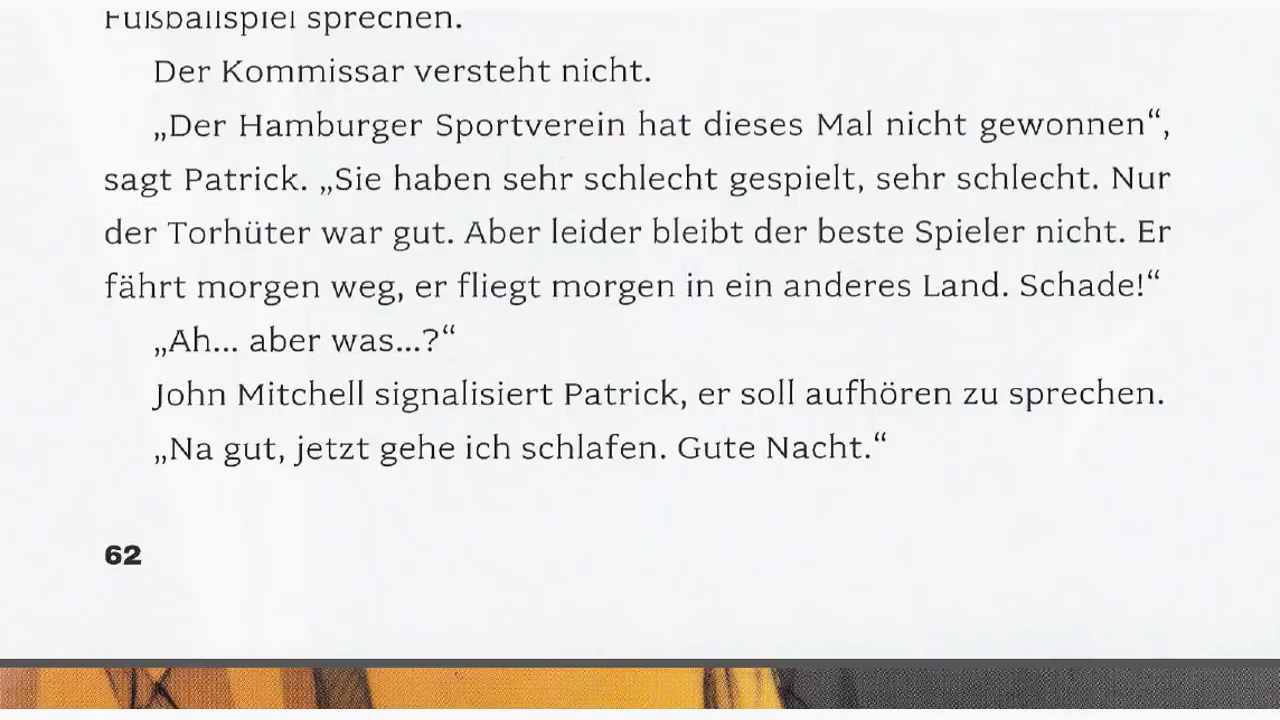 Fußballspiel sprechen.
Der Kommissar versteht nicht.
„Der Hamburger Sportverein hat dieses Mal nicht gewonnen“,
sagt Patrick. „Sie haben sehr schlecht gespielt, sehr schlecht. Nur
der Torhüter war gut. Aber leider bleibt der beste Spieler nicht. Er
fährt morgen weg, er fliegt morgen in ein anderes Land. Schade!“
„Ah... aber was...?“
John Mitchell signalisiert Patrick, er soll aufhören zu sprechen.
„Na gut, jetzt gehe ich schlafen. Gute Nacht.“
62